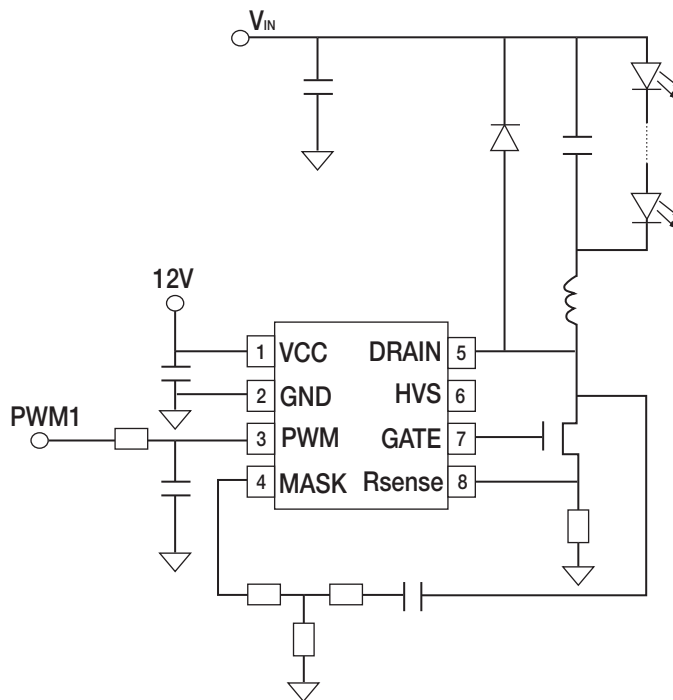 VIN
12V
1 VCC DRAIN 5
2 GND HVS 6
PWM1
3 PWM GATE 7
4 MASK Rsense 8